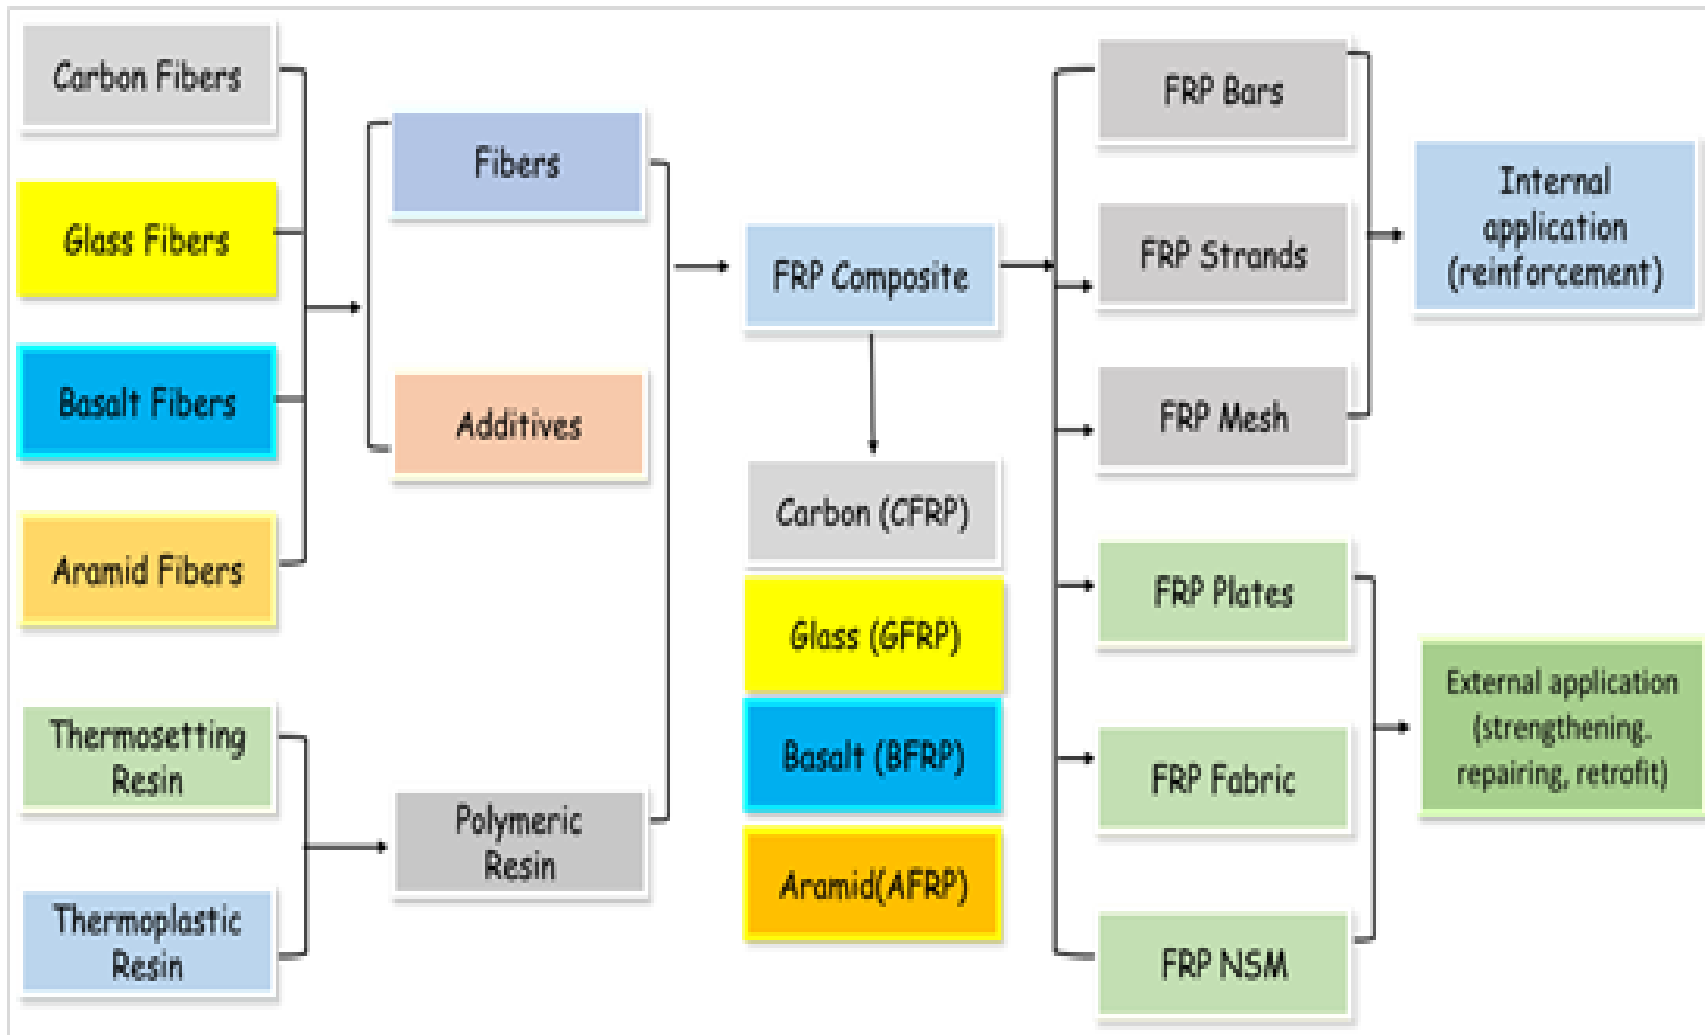 Carbon Fibers
Glass Fibers
Basalt Fibers
Aramid Fibers
Thermosetting
Resin
Thermoplastic
Resin
Fibers
Additives
Polymeric
Resin
FRP Composite
Carbon (CFRP)
Glass (GFRP)
Basalt (BFRP)
Aramid(AFRP)
FRP Bars
FRP Strands
FRP Mesh
FRP Plates
FRP Fabric
FRP NSM
Internal
application
(reinforcement)
External application
(strengthening.
repairing, retrofit)